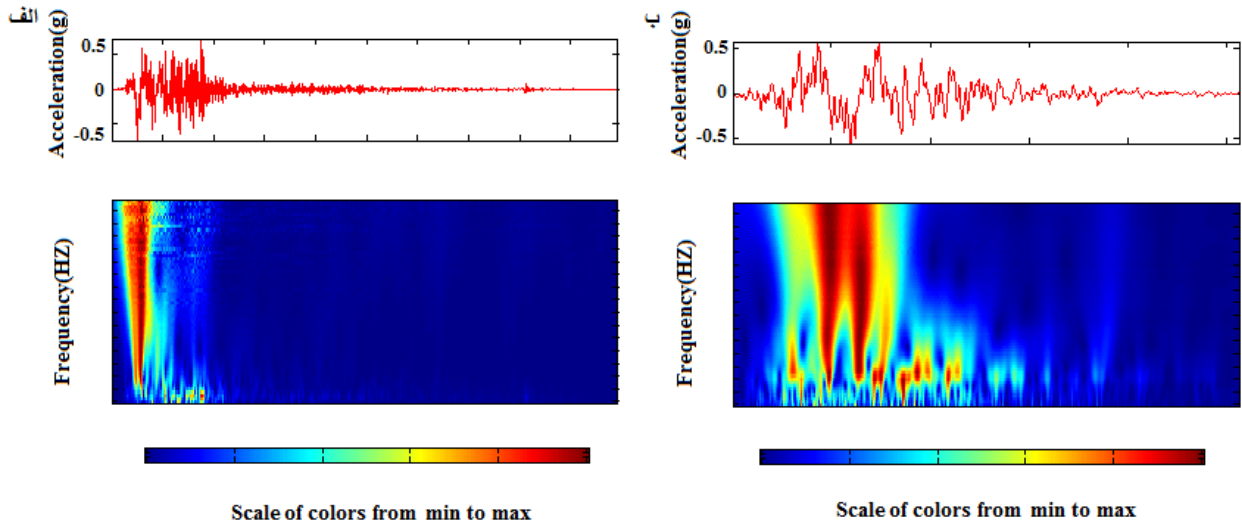 الف
Acceleration(g)
0.5
0
-0.5
Frequency(HZ)
Scale of colors from min to max
Acceleration(g)
0.5
0
-0.5
Frequency(HZ)
Scale of colors from min to max